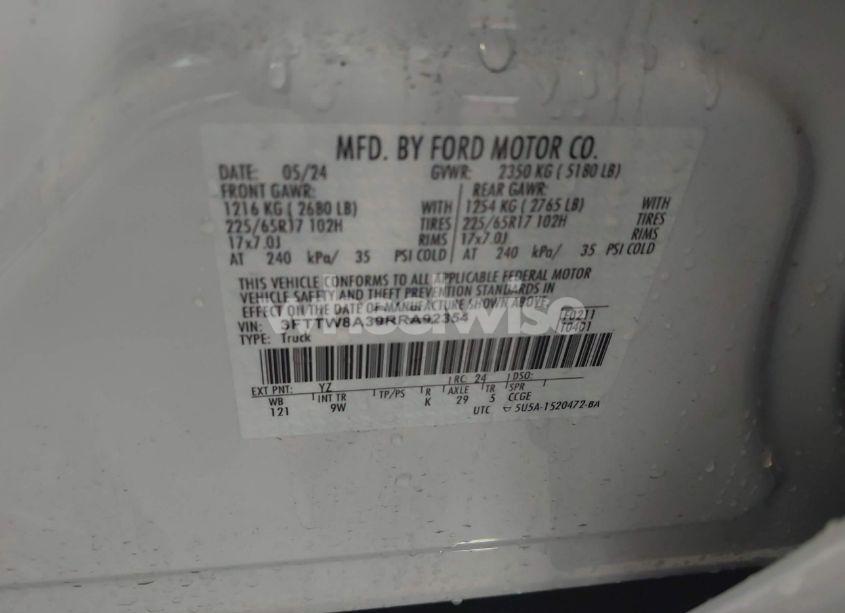 MFD. BY FORD MOTOR CO.
DATE: 05/24 GVWR: 2350 KG ( 5180 LB)
FRONT GAWR: REAR GAWR:
1216 KG ( 2680 LB) WITH 1254 KG ( 2765 LB) WITH
225/65R17 102H TIRES 225/65R17 102H TIRES
17x7.0J RIMS 17x7.0J RIMS
AT 240 kPa/ 35 PSI COLD AT 240 kPa/ 35 PSI COLD
THIS VEHICLE CONFORMS TO ALL APPLICABLE FEDERAL MOTOR
VEHICLE SAFETY AND THEFT PREVENTION STANDARDS IN
EFFECT ON THE DATE OF MANUFACTURE SHOWN ABOVE.
VIN: 3FTTW8A39RRA92354 T0211
TYPE: Truck T0401
EXT PNT: YZ RC: 24 DSO:
WB INT TR TP/PS R AXLE TR SPR
121 9W K 29 5 CCGE
UTC 5U5A-1520472-BA